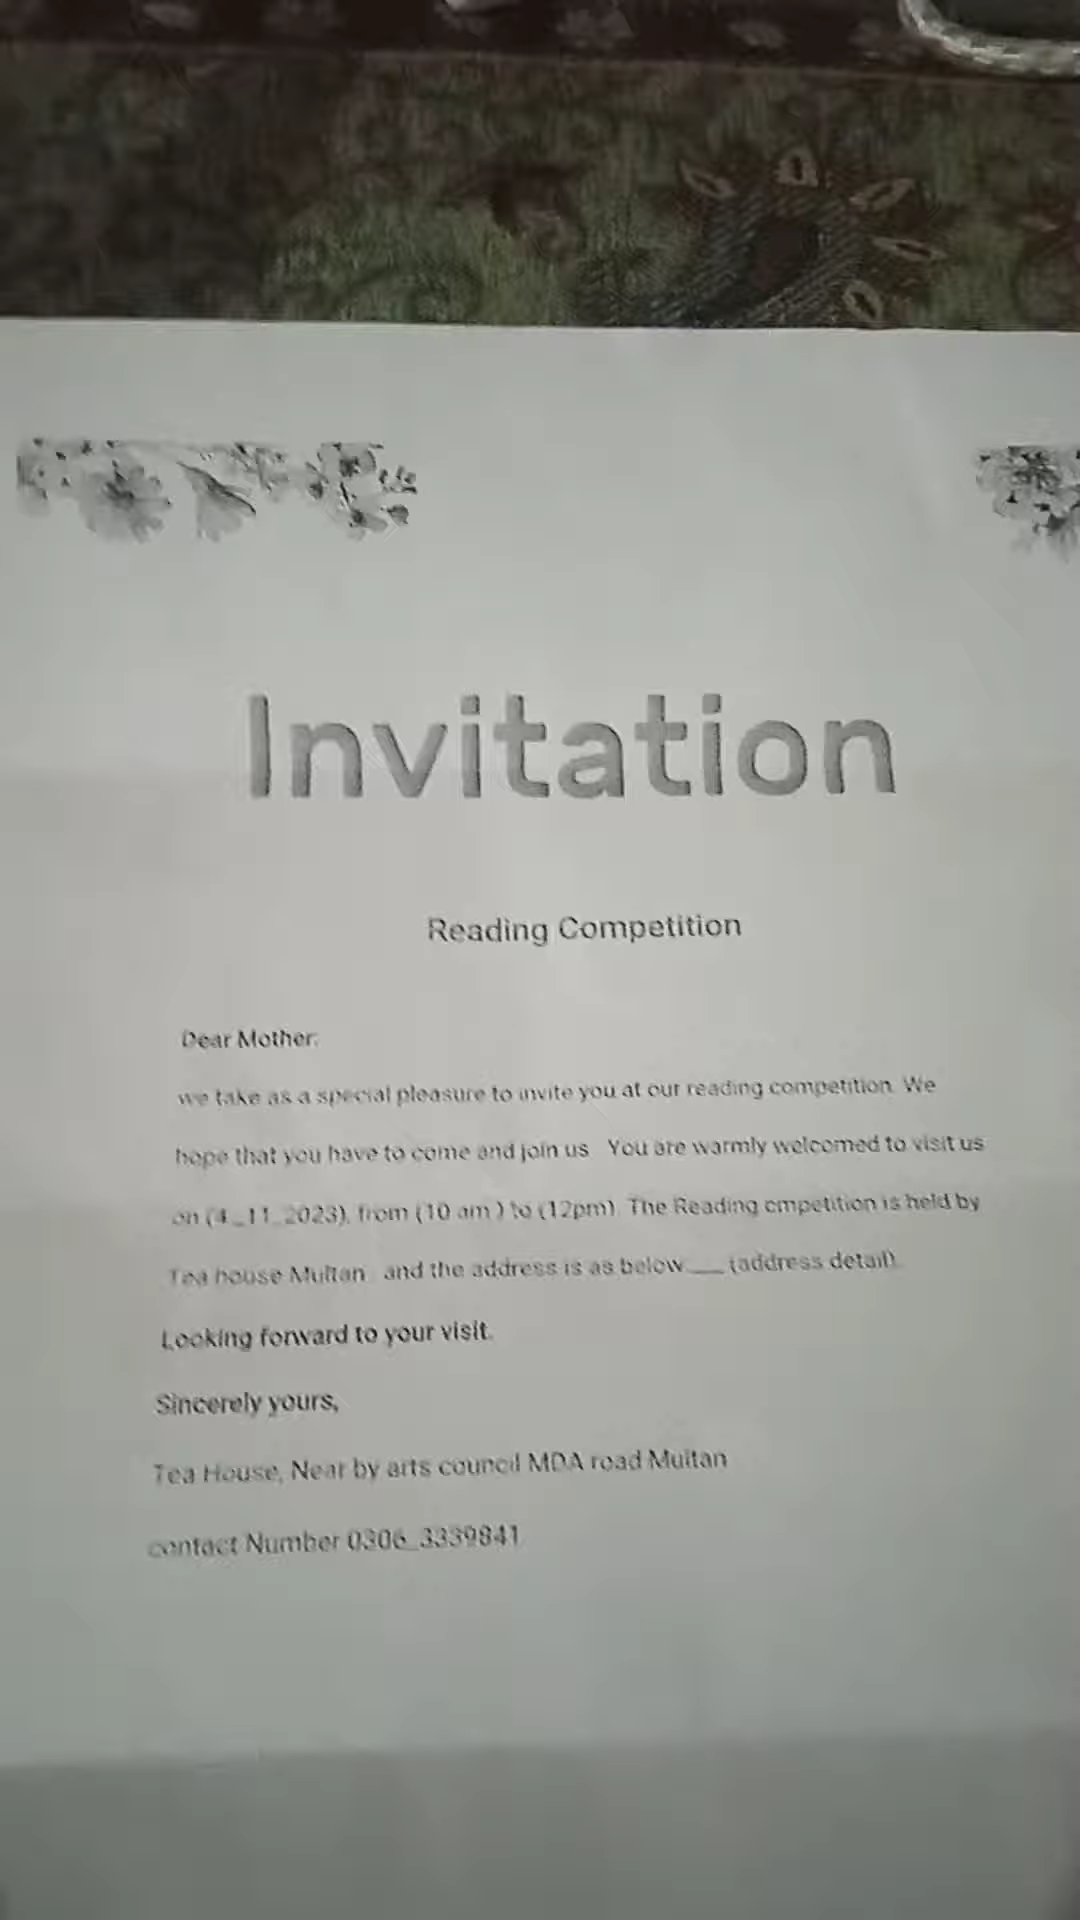 Invitation
Reading Competition
Dear Mother,
we take as a special pleasure to invite you at our reading competition. We
hope that you have to come and join us You are warmly welcomed to visit us
on (4_11_2023), from (10 am ) to (12pm). The Reading cmpetition is held by
Tea house Multan , and the address is as below___ (address detail).
Looking forward to your visit.
Sincerely yours,
Tea House, Near by arts council MDA road Multan
contact Number 0306_3339841